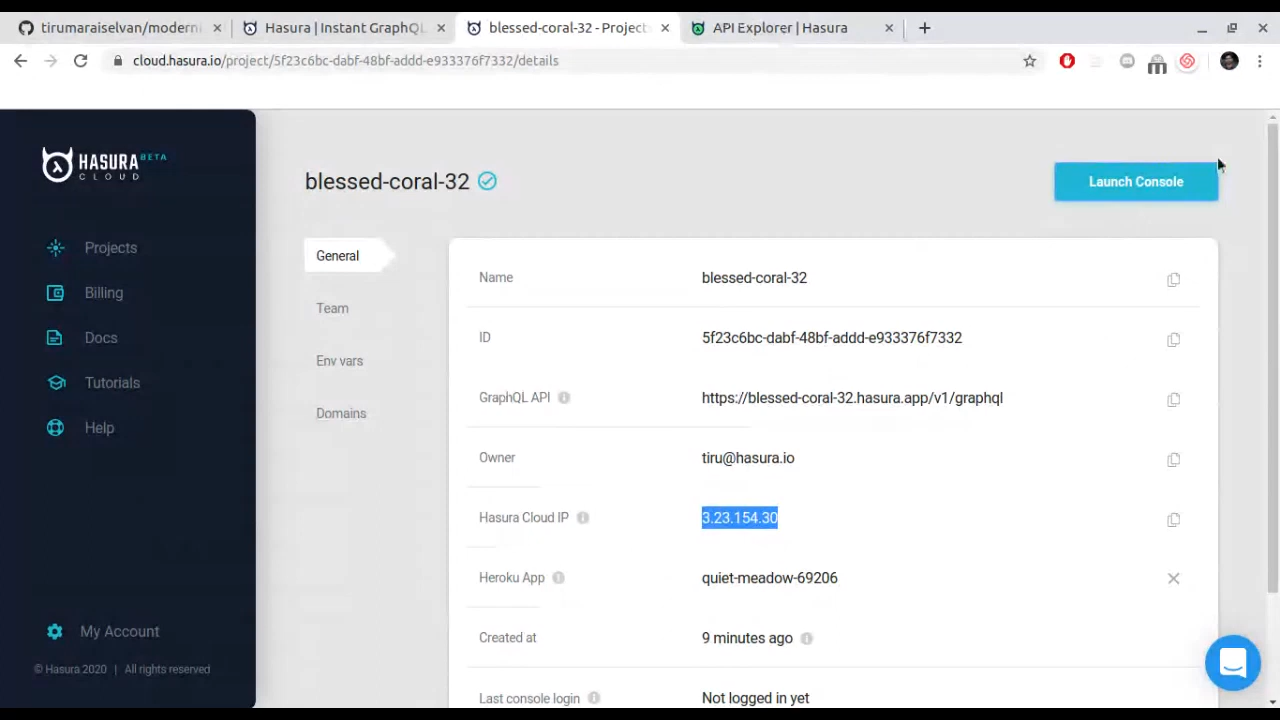 tirumaraiselvan/moderni
Hasura | Instant GraphQL
blessed-coral-32 - Projects
API Explorer | Hasura
cloud.hasura.io/project/5f23c6bc-dabf-48bf-addd-e933376f7332/details
HASURA BETA
CLOUD
Projects
Billing
Docs
Tutorials
Help
My Account
© Hasura 2020 | All rights reserved
blessed-coral-32
Launch Console
General
Team
Env vars
Domains
Name blessed-coral-32
ID 5f23c6bc-dabf-48bf-addd-e933376f7332
GraphQL API https://blessed-coral-32.hasura.app/v1/graphql
Owner tiru@hasura.io
Hasura Cloud IP 3.23.154.30
Heroku App quiet-meadow-69206
Created at 9 minutes ago
Last console login Not logged in yet